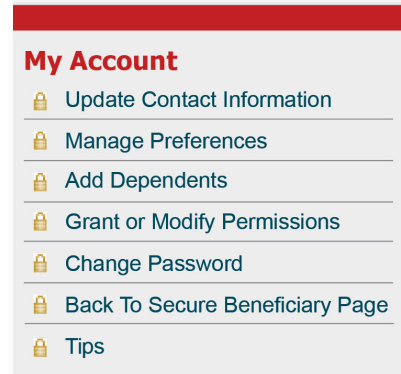 My Account
Update Contact Information
Manage Preferences
Add Dependents
Grant or Modify Permissions
Change Password
Back To Secure Beneficiary Page
Tips